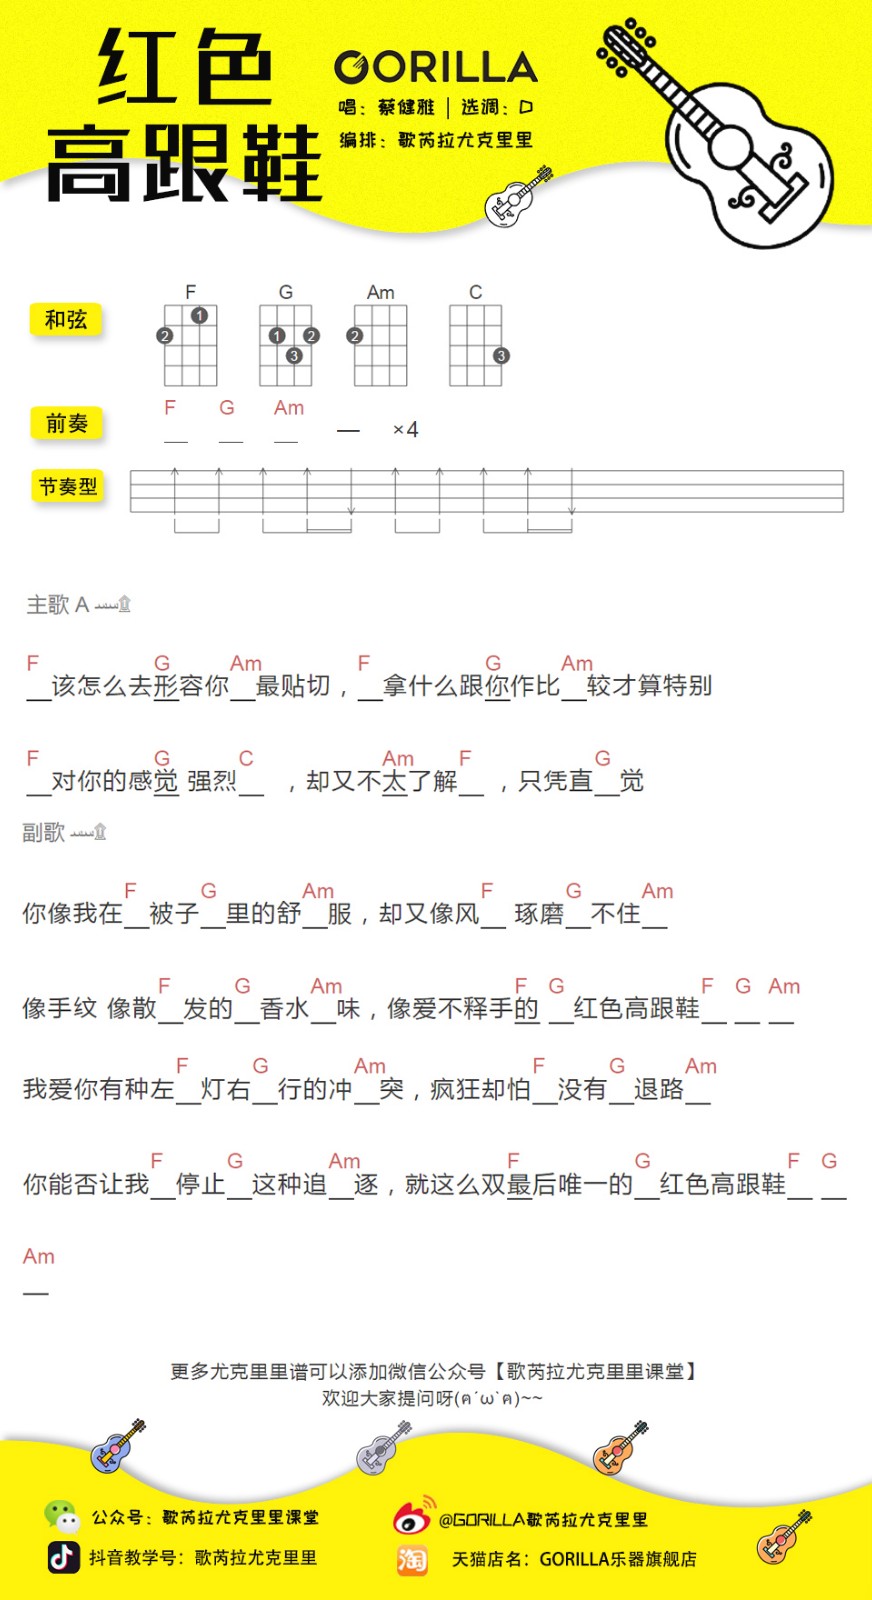 红色
高跟鞋
GORILLA
唱：蔡健雅 | 选调：D
编排：歌芮拉尤克里里
和弦
F G Am C
1 2
1 2 3
2
3
前奏
F G Am
— ×4
节奏型
主歌 A
F G Am F G Am
__该怎么去形容你__最贴切，__拿什么跟你作比__较才算特别
F G C Am F G
__对你的感觉 强烈__ ，却又不太了解__ ，只凭直__觉
副歌
F G Am F G Am
你像我在__被子__里的舒__服，却又像风__ 琢磨__不住__
F G Am F G F G Am
像手纹 像散__发的__香水__味，像爱不释手的 __红色高跟鞋__ __ __
F G Am F G Am
我爱你有种左__灯右__行的冲__突，疯狂却怕__没有__退路__
F G Am F G F G
你能否让我__停止__这种追__逐，就这么双最后唯一的__红色高跟鞋__ __
Am
__
更多尤克里里谱可以添加微信公众号【歌芮拉尤克里里课堂】
欢迎大家提问呀(ฅ´ω`ฅ)~~
公众号：歌芮拉尤克里里课堂
@GORILLA歌芮拉尤克里里
抖音教学号：歌芮拉尤克里里
淘
天猫店名：GORILLA乐器旗舰店